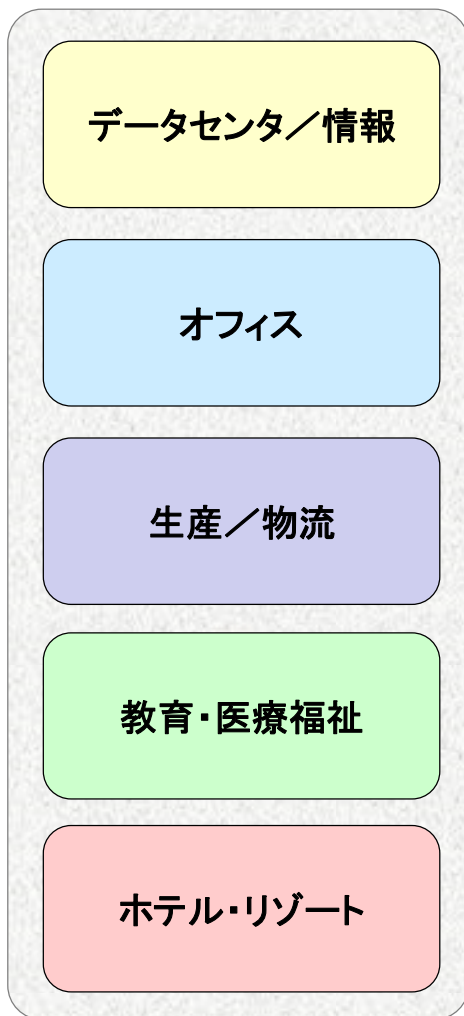 データセンタ／情報
オフィス
生産／物流
教育・医療福祉
ホテル・リゾート